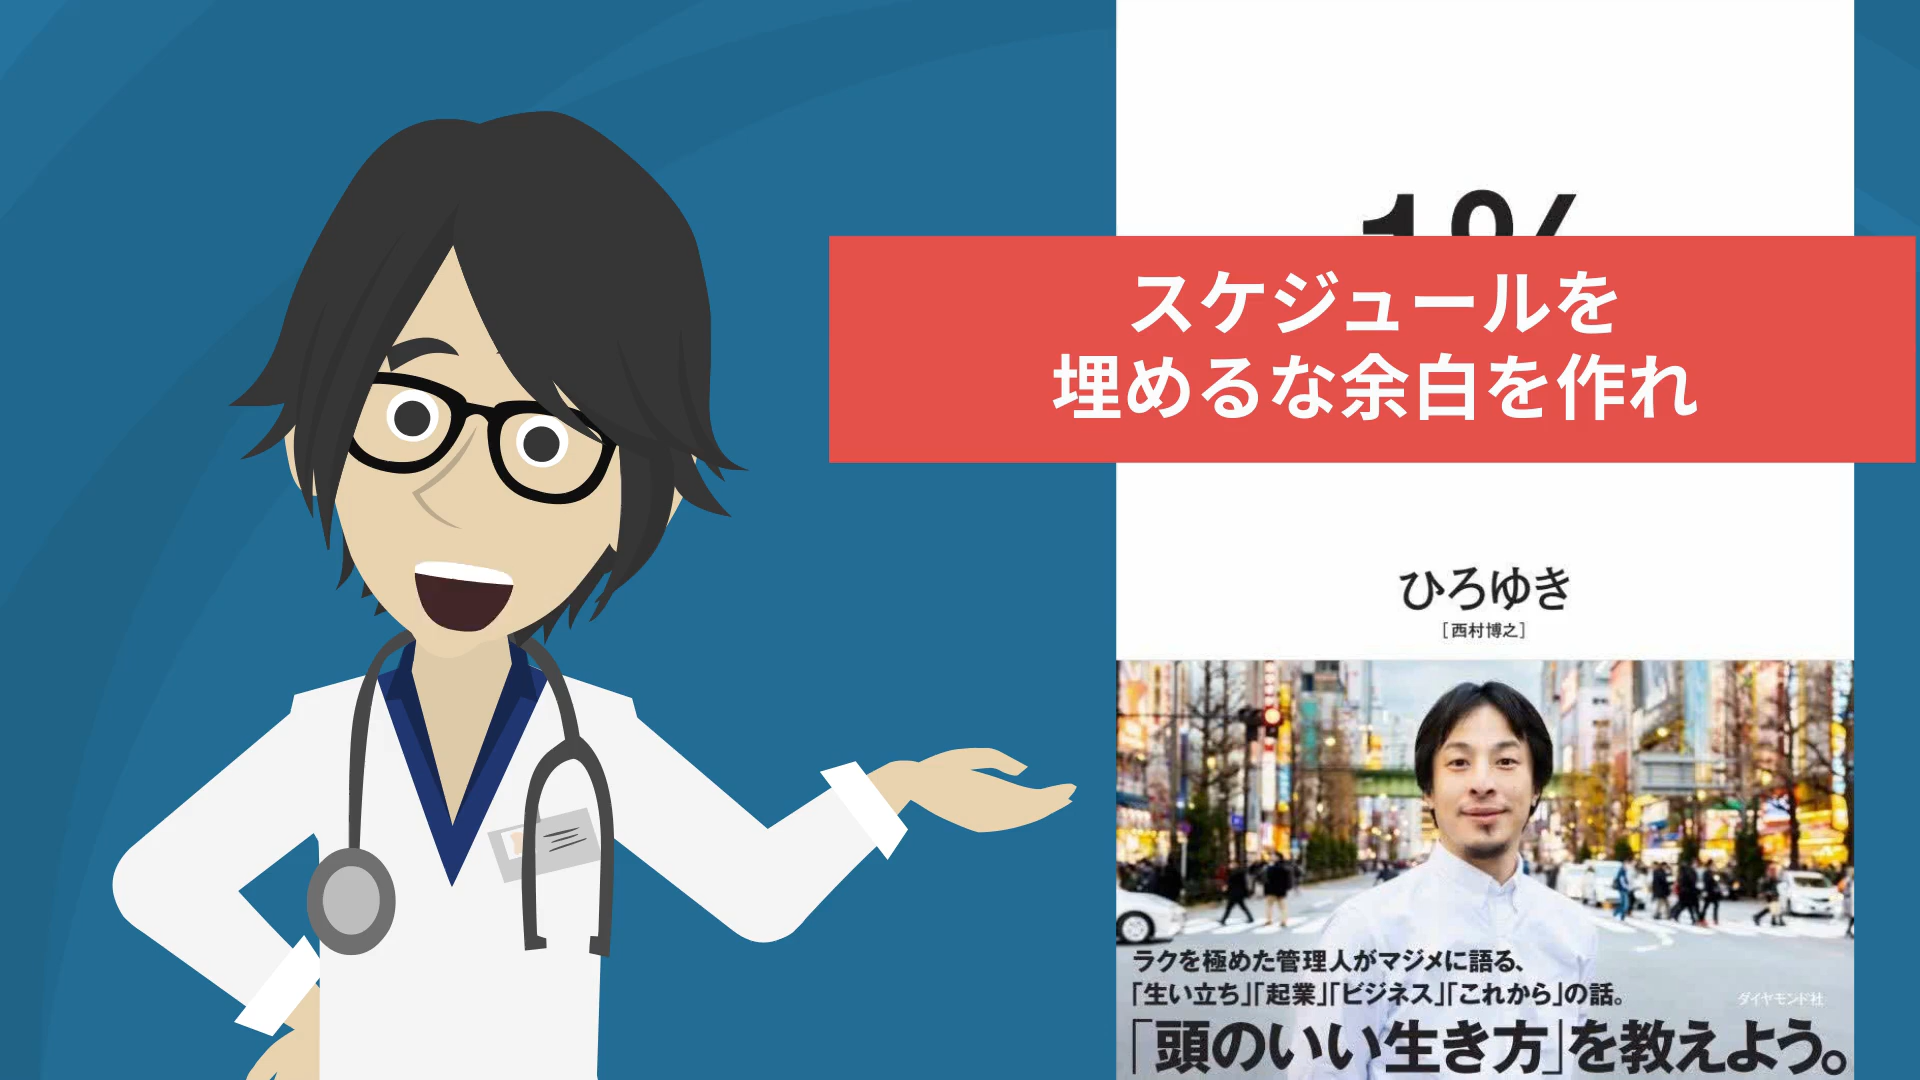 1%
スケジュールを
埋めるな余白を作れ
ひろゆき
[西村博之]
ラクを極めた管理人がマジメに語る、
「生い立ち」「起業」「ビジネス」「これから」の話。
ダイヤモンド社
「頭のいい生き方」を教えよう。